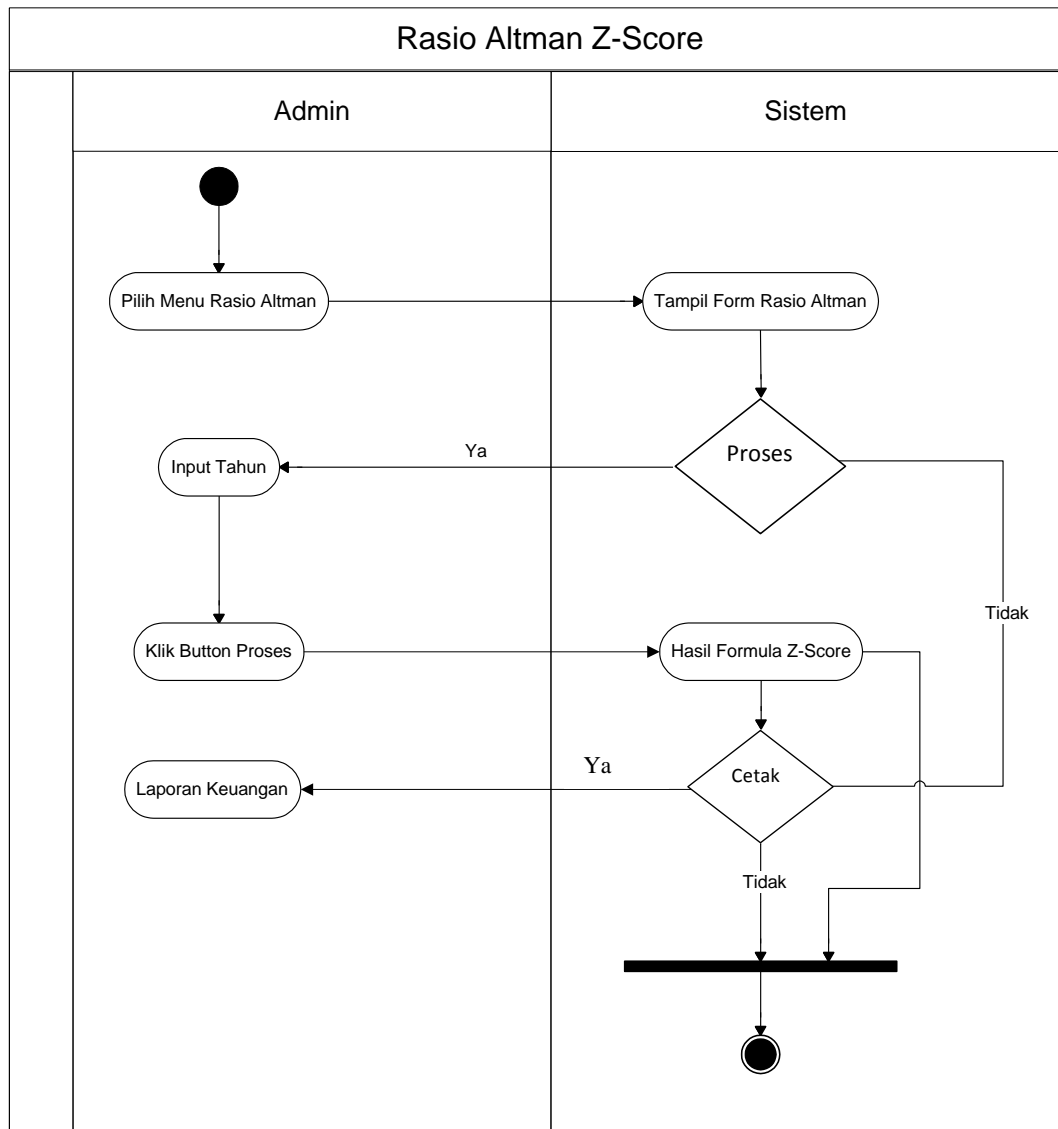 Rasio Altman Z-Score
Admin
Sistem
Pilih Menu Rasio Altman
Tampil Form Rasio Altman
Proses
Ya
Input Tahun
Tidak
Klik Button Proses
Hasil Formula Z-Score
Cetak
Ya
Laporan Keuangan
Tidak